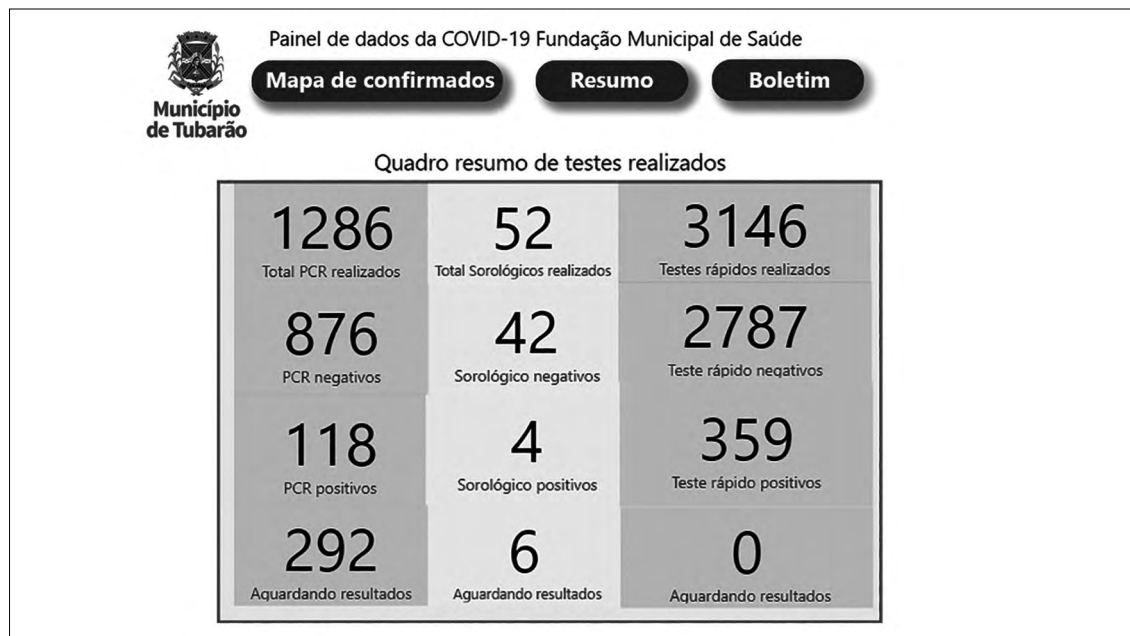 Painel de dados da COVID-19 Fundação Municipal de Saúde
Mapa de confirmados Resumo Boletim
Município
de Tubarão
Quadro resumo de testes realizados
1286 52 3146
Total PCR realizados Total Sorológicos realizados Testes rápidos realizados
876 42 2787
PCR negativos Sorológico negativos Teste rápido negativos
118 4 359
PCR positivos Sorológico positivos Teste rápido positivos
292 6 0
Aguardando resultados Aguardando resultados Aguardando resultados